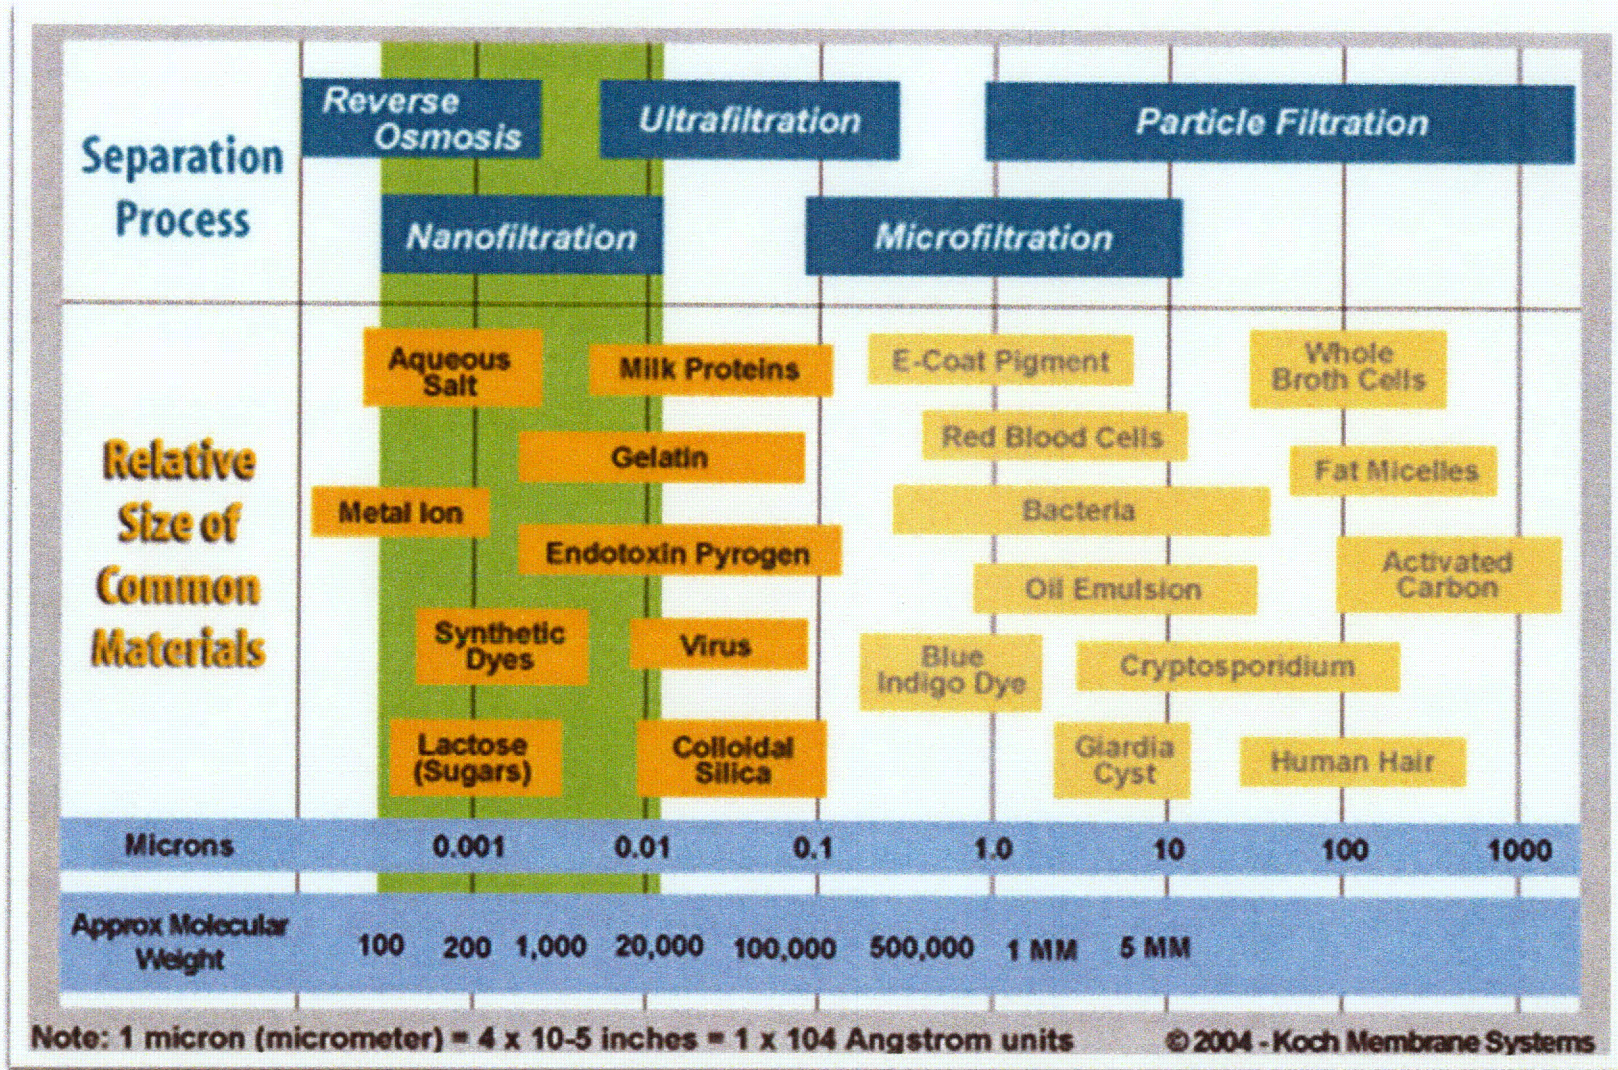 Reverse
Osmosis
Ultrafiltration
Particle Filtration
Separation
Process
Nanofiltration
Microfiltration
Aqueous
Salt
Milk Proteins
E-Coat Pigment
Whole
Broth Cells
Gelatin
Red Blood Cells
Fat Micelles
Relative
Size of
Common
Materials
Metal Ion
Bacteria
Endotoxin Pyrogen
Oil Emulsion
Activated
Carbon
Synthetic
Dyes
Virus
Blue
Indigo Dye
Cryptosporidium
Lactose
(Sugars)
Colloidal
Silica
Giardia
Cyst
Human Hair
Microns 0.001 0.01 0.1 1.0 10 100 1000
Approx Molecular
Weight
100 200 1,000 20,000 100,000 500,000 1 MM 5 MM
Note: 1 micron (micrometer) = 4 x 10-5 inches = 1 x 104 Angstrom units
© 2004 - Koch Membrane Systems